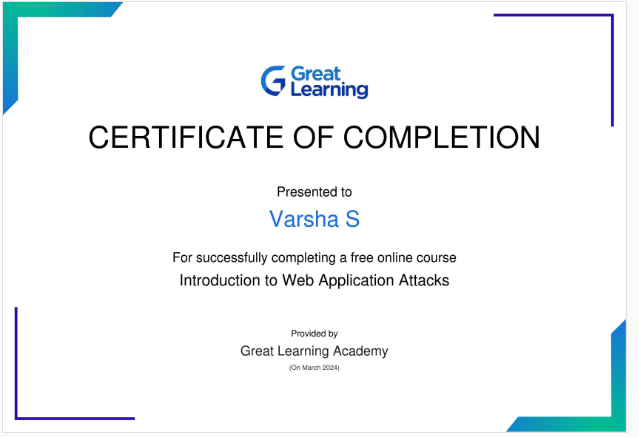 Great
Learning
CERTIFICATE OF COMPLETION
Presented to
Varsha S
For successfully completing a free online course
Introduction to Web Application Attacks
Provided by
Great Learning Academy
(On March 2024)